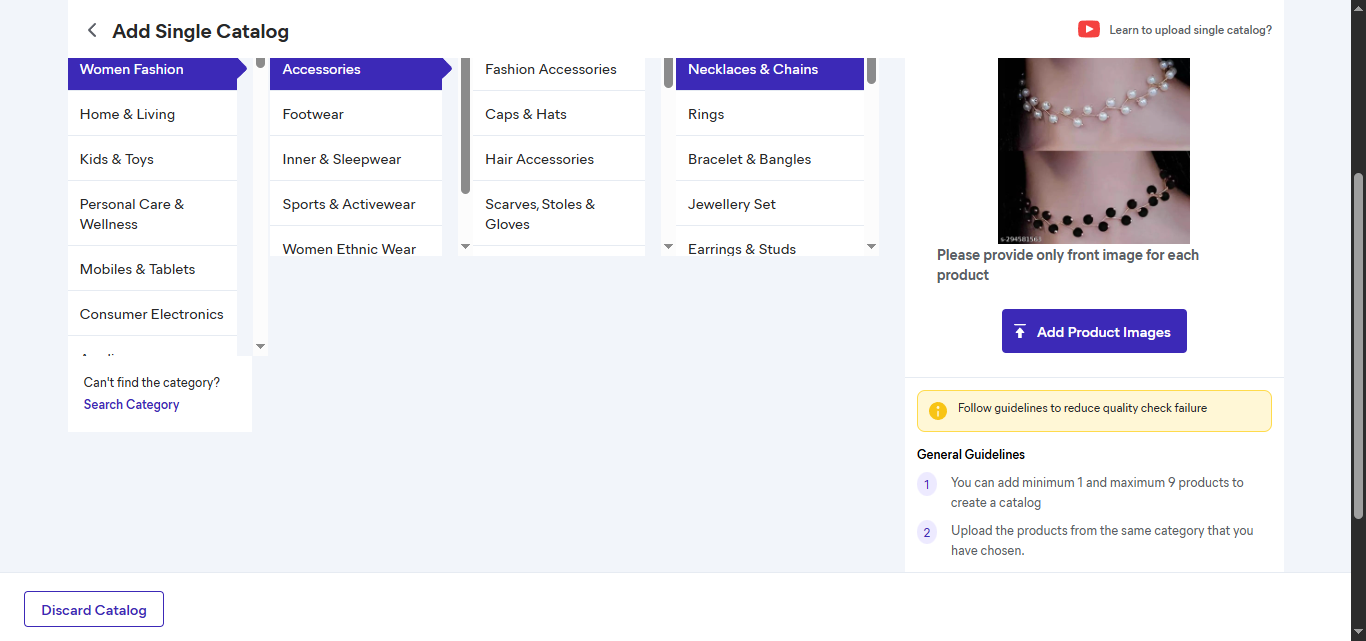 Add Single Catalog
Learn to upload single catalog?
Women Fashion
Home & Living
Kids & Toys
Personal Care &
Wellness
Mobiles & Tablets
Consumer Electronics
Can't find the category?
Search Category
Accessories
Footwear
Inner & Sleepwear
Sports & Activewear
Women Ethnic Wear
Fashion Accessories
Caps & Hats
Hair Accessories
Scarves, Stoles &
Gloves
Necklaces & Chains
Rings
Bracelet & Bangles
Jewellery Set
Earrings & Studs
s-294581563
Please provide only front image for each
product
Add Product Images
Follow guidelines to reduce quality check failure
General Guidelines
1 You can add minimum 1 and maximum 9 products to
create a catalog
2 Upload the products from the same category that you
have chosen.
Discard Catalog